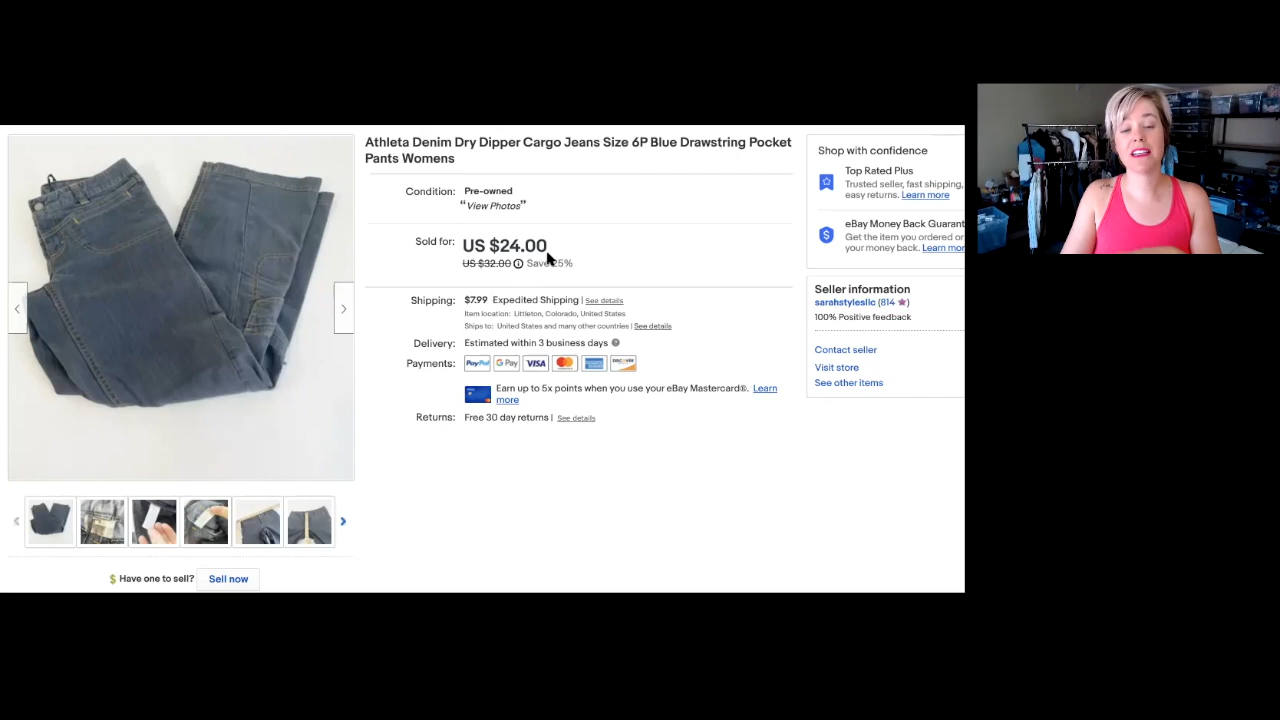 Athleta Denim Dry Dipper Cargo Jeans Size 6P Blue Drawstring Pocket
Pants Womens
Condition: Pre-owned
“View Photos”
Sold for: US $24.00
US $32.00 Save 25%
Shipping: $7.99 Expedited Shipping | See details
Item location: Littleton, Colorado, United States
Ships to: United States and many other countries | See details
Delivery: Estimated within 3 business days
Payments: PayPal G Pay VISA
Earn up to 5x points when you use your eBay Mastercard®. Learn
more
Returns: Free 30 day returns | See details
Shop with confidence
Top Rated Plus
Trusted seller, fast shipping,
easy returns. Learn more
eBay Money Back Guarant
Get the item you ordered or
your money back. Learn mor
Seller information
sarahstylesllc (814)
100% Positive feedback
Contact seller
Visit store
See other items
Have one to sell? Sell now